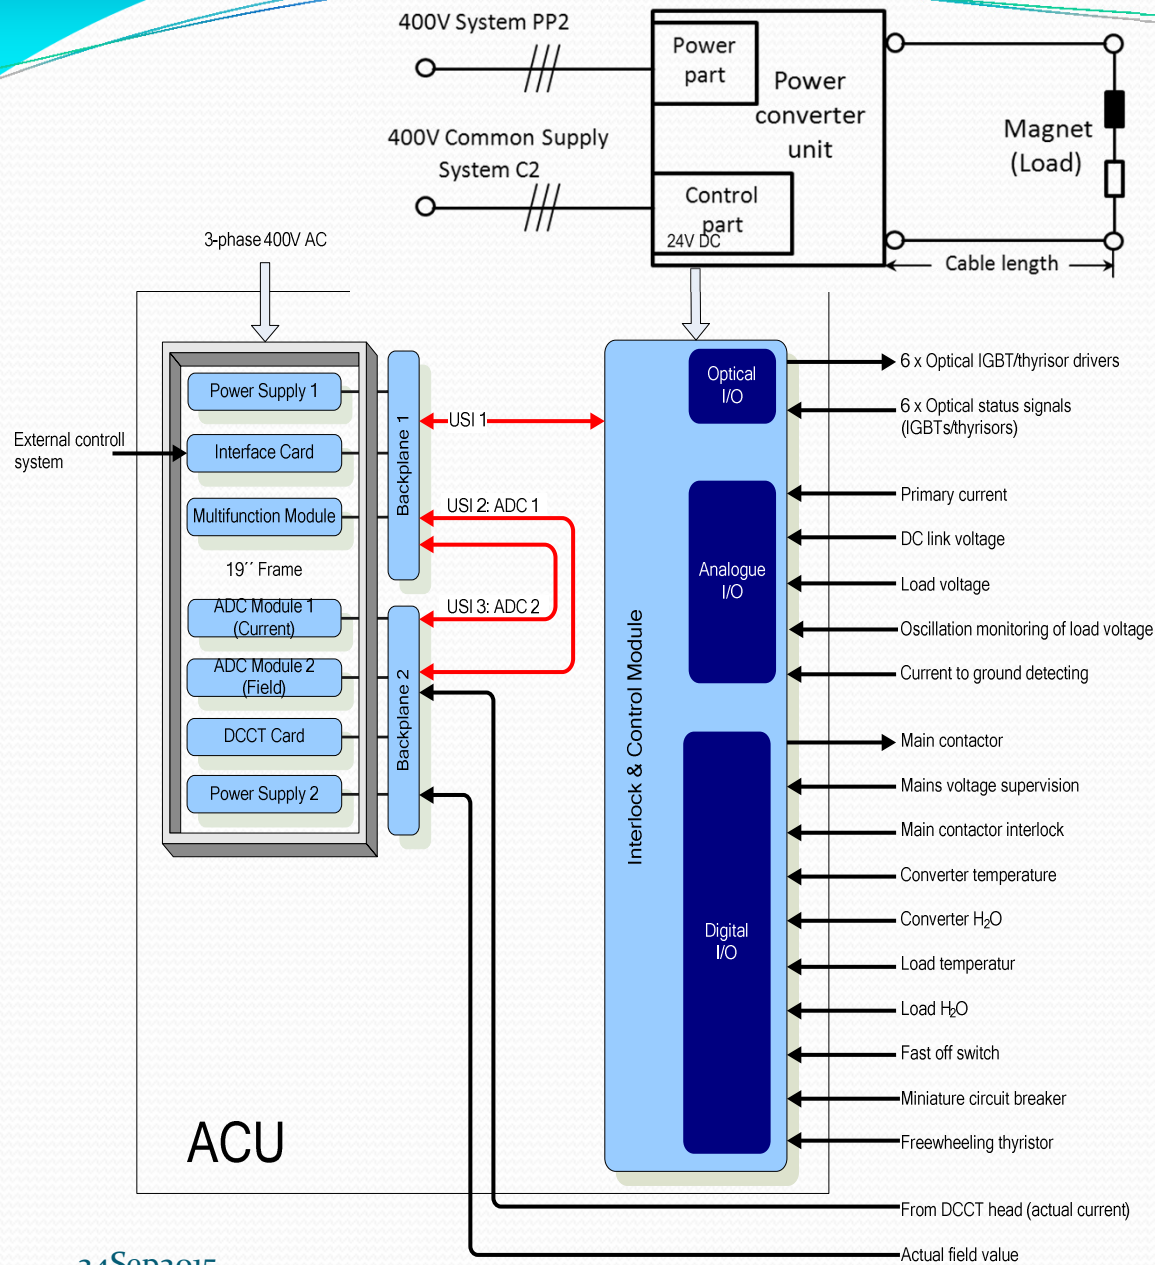 400V System PP2
Power
part
Power
converter
unit
400V Common Supply
System C2
Control
part
24V DC
Magnet
(Load)
Cable length
3-phase 400V AC
Power Supply 1
External controll
system
Interface Card
Multifunction Module
19´´ Frame
ADC Module 1
(Current)
ADC Module 2
(Field)
DCCT Card
Power Supply 2
Backplane 1
Backplane 2
USI 1
USI 2: ADC 1
USI 3: ADC 2
Interlock & Control Module
Optical
I/O
Analogue
I/O
Digital
I/O
6 x Optical IGBT/thyrisor drivers
6 x Optical status signals
(IGBTs/thyrisors)
Primary current
DC link voltage
Load voltage
Oscillation monitoring of load voltage
Current to ground detecting
Main contactor
Mains voltage supervision
Main contactor interlock
Converter temperature
Converter H₂O
Load temperatur
Load H₂O
Fast off switch
Miniature circuit breaker
Freewheeling thyristor
ACU
From DCCT head (actual current)
Actual field value
24Sep2015